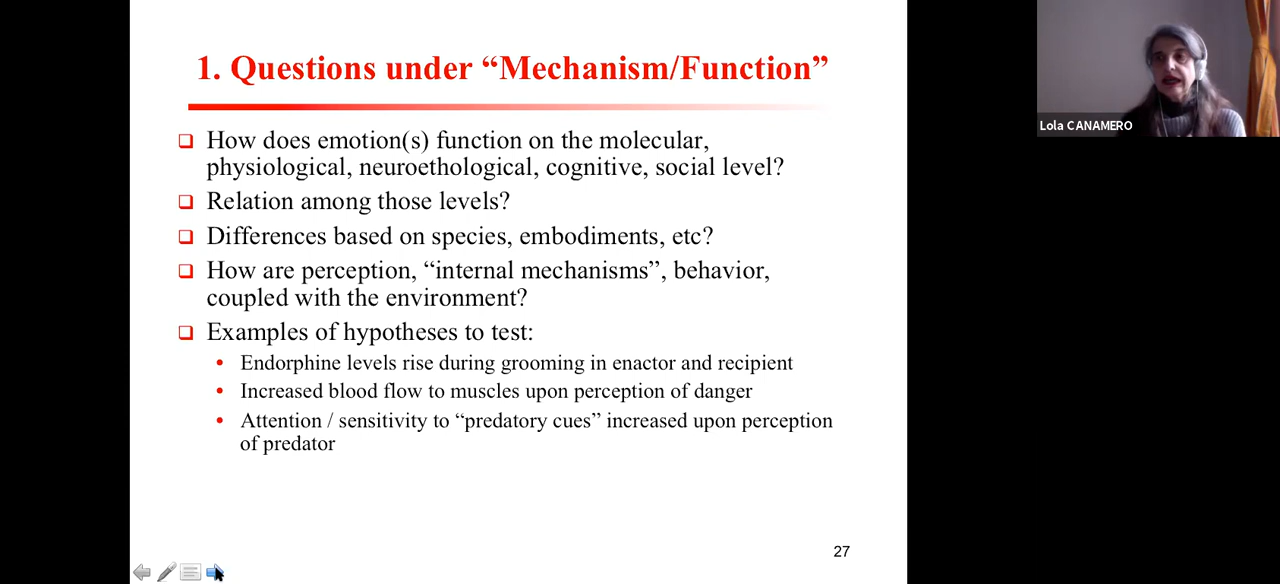 1. Questions under “Mechanism/Function”
How does emotion(s) function on the molecular,
physiological, neuroethological, cognitive, social level?
Relation among those levels?
Differences based on species, embodiments, etc?
How are perception, “internal mechanisms”, behavior,
coupled with the environment?
Examples of hypotheses to test:
Endorphine levels rise during grooming in enactor and recipient
Increased blood flow to muscles upon perception of danger
Attention / sensitivity to “predatory cues” increased upon perception
of predator
27
Lola CANAMERO